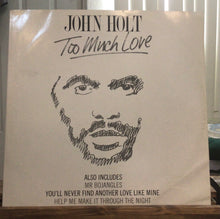 JOHN HOLT
Too Much Love
ALSO INCLUDES
MR BOJANGLES
YOU'LL NEVER FIND ANOTHER LOVE LIKE MINE
HELP ME MAKE IT THROUGH THE NIGHT